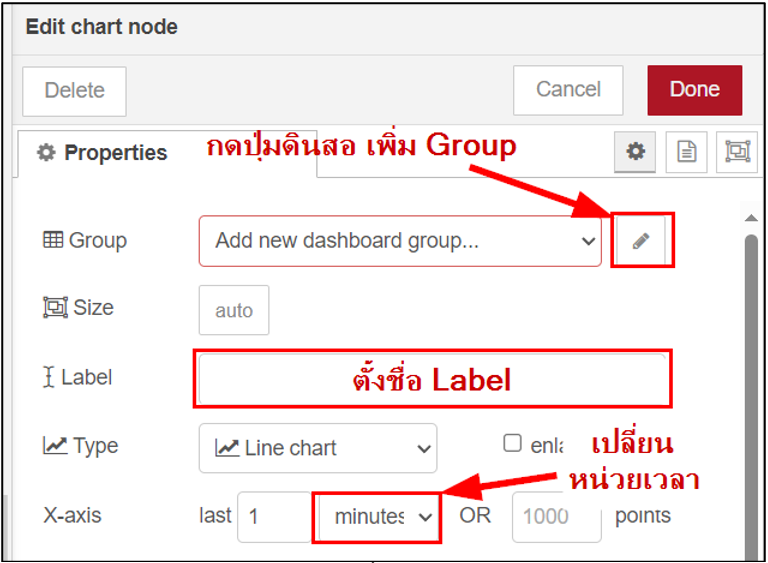 Edit chart node
Delete
Cancel
Done
Properties
กดปุ่มดินสอ เพิ่ม Group
Group
Add new dashboard group...
Size
auto
Label
ตั้งชื่อ Label
Type
Line chart
เปลี่ยน
หน่วยเวลา
X-axis
last
1
minutes
OR
1000
points